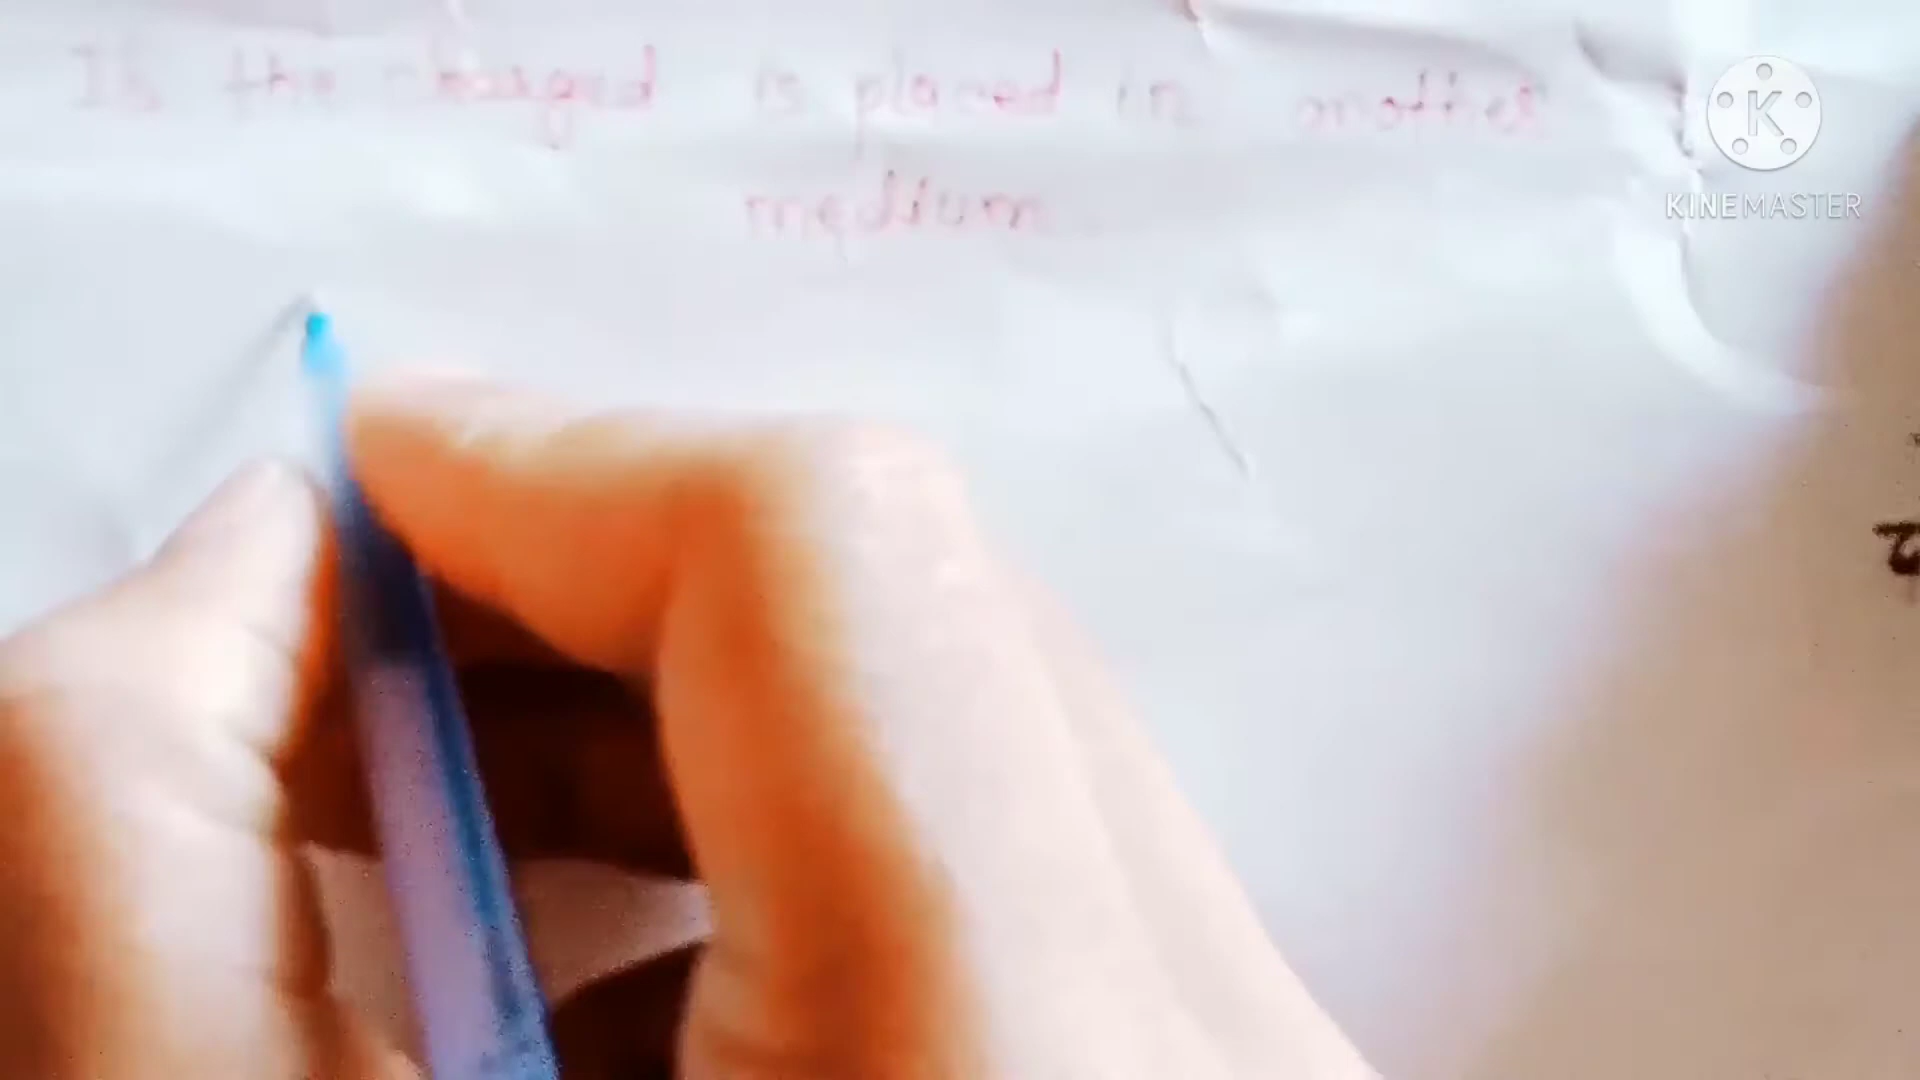 If the charged is placed in another
medium.
K
KINEMASTER